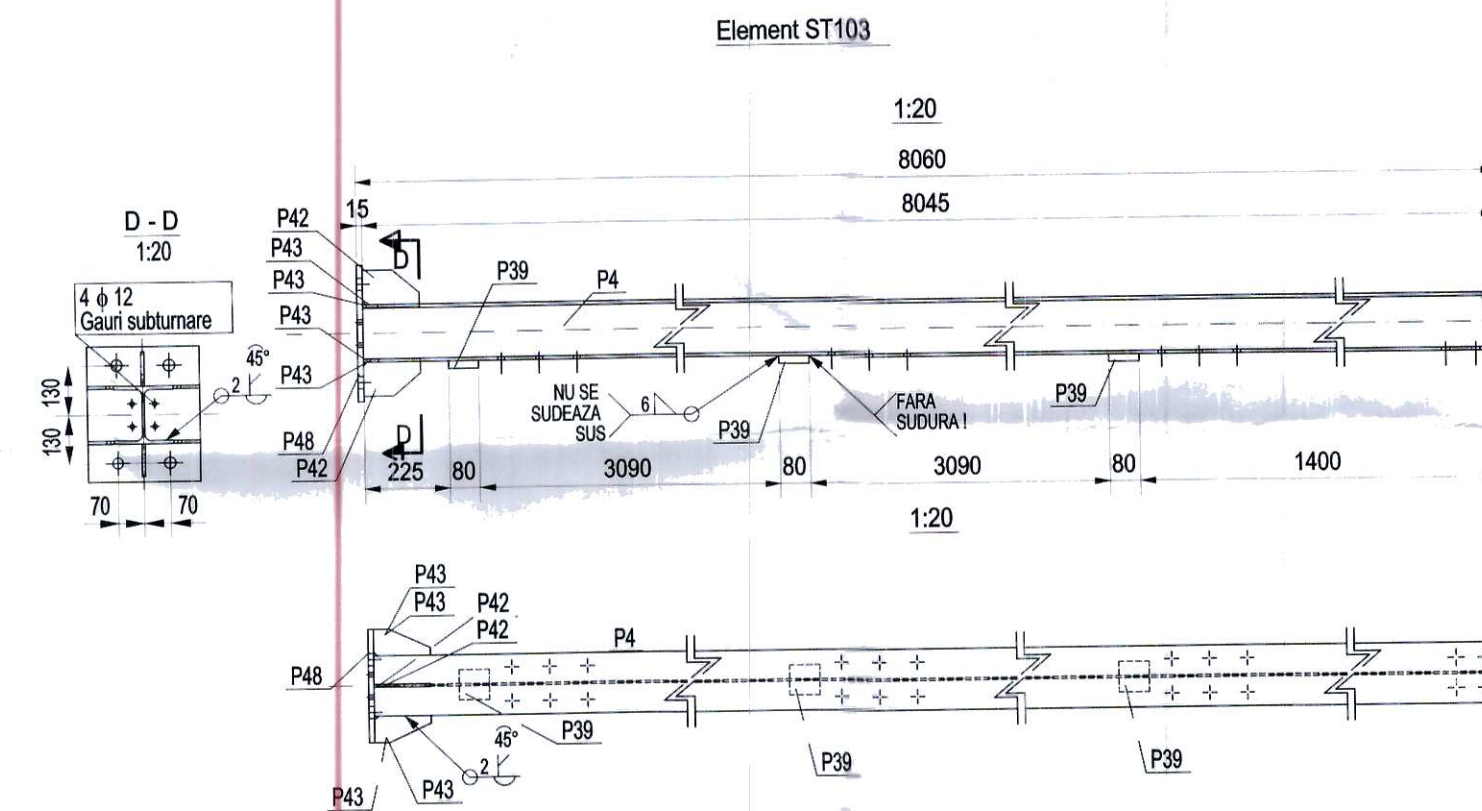 Element ST103
1:20
8060
8045
15
D - D
1:20
4 ϕ 12
Gauri subturnare
45°
2
130
130
70
70
P42
P43
P43
P43
P43
P48
P42
D
D
P39
P4
NU SE
SUDEAZA
SUS
6
P39
FARA
SUDURA !
P39
225
80
3090
80
3090
80
1400
1:20
P43
P43
P42
P42
P4
P48
P39
P39
P39
45°
2
P43
P43